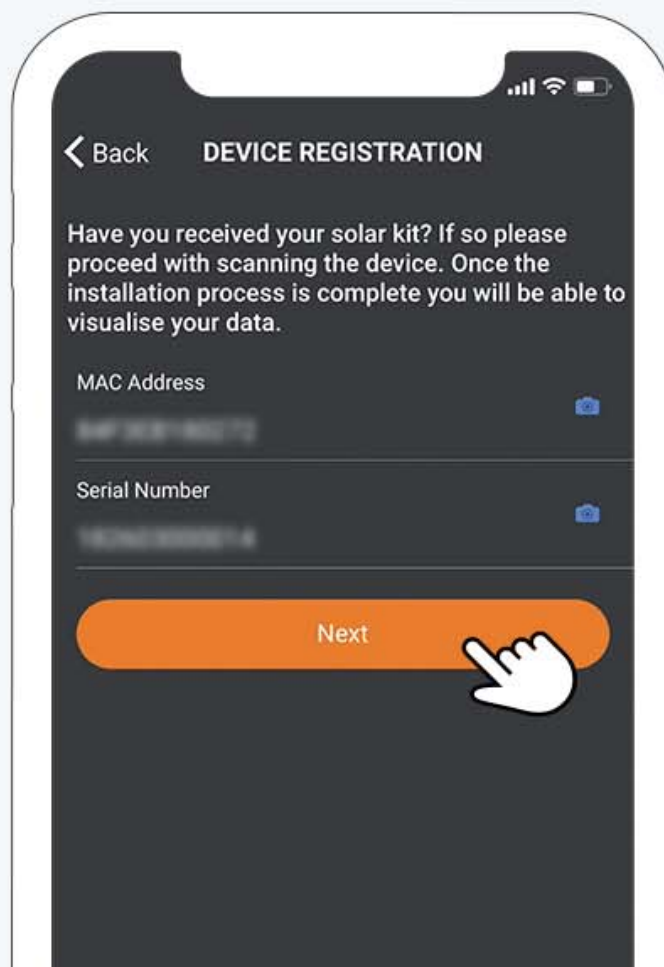 Back
DEVICE REGISTRATION
Have you received your solar kit? If so please
proceed with scanning the device. Once the
installation process is complete you will be able to
visualise your data.
MAC Address
Serial Number
Next